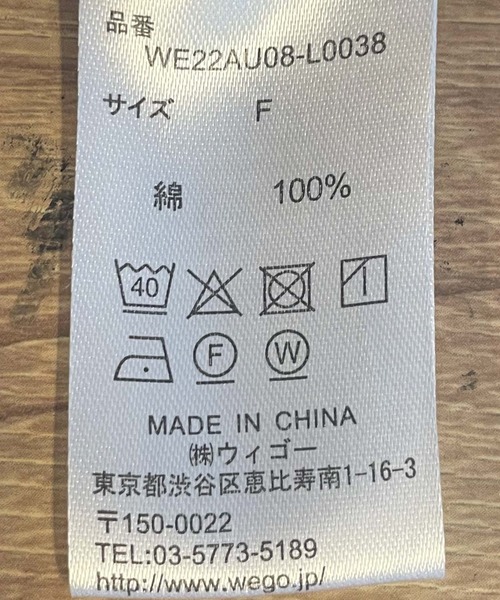 品番
WE22AU08-L0038
サイズ F
綿 100%
40
F W
MADE IN CHINA
㈱ウィゴー
東京都渋谷区恵比寿南1-16-3
〒150-0022
TEL:03-5773-5189
http://www.wego.jp/